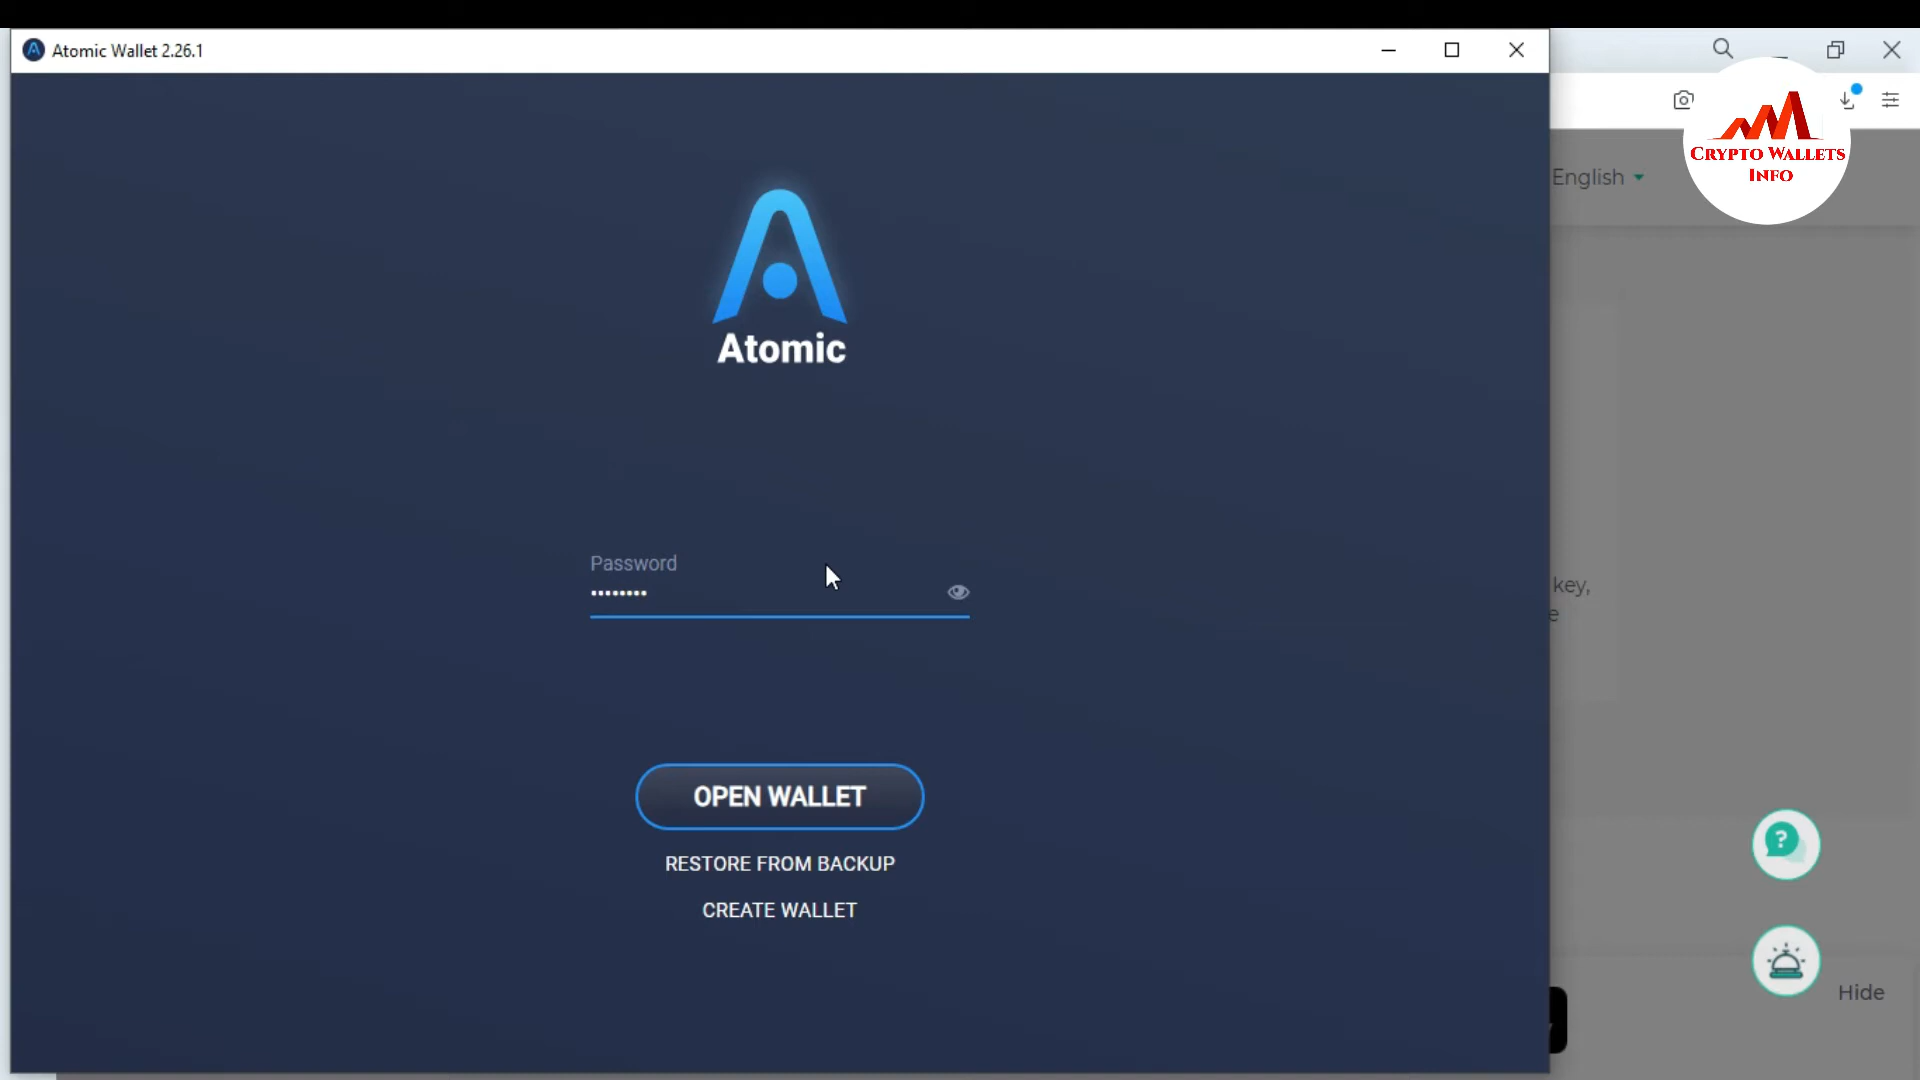 Atomic Wallet 2.26.1
CRYPTO WALLETS
INFO
English
Atomic
Password
key,
e
OPEN WALLET
RESTORE FROM BACKUP
CREATE WALLET
?
Hide